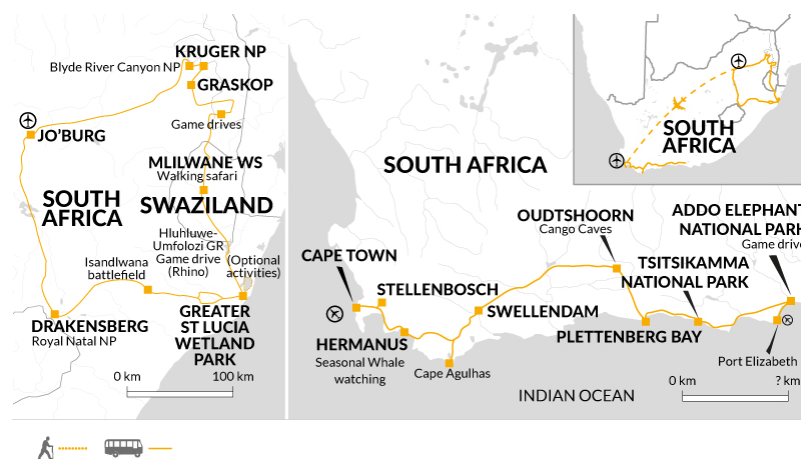 KRUGER NP
Blyde River Canyon NP
GRASKOP
Game drives
JO'BURG
MLILWANE WS
Walking safari
SOUTH
AFRICA
SWAZILAND
Hluhluwe-
Umfolozi GR
Game drive
(Rhino)
(Optional
activities)
Isandlwana
battlefield
DRAKENSBERG
Royal Natal NP
GREATER
ST LUCIA
WETLAND
PARK
0 km
100 km
SOUTH AFRICA
SOUTH
AFRICA
CAPE TOWN
STELLENBOSCH
HERMANUS
Seasonal Whale
watching
Cape Agulhas
SWELLENDAM
OUDTSHOORN
Cango Caves
PLETTENBERG BAY
TSITSIKAMMA
NATIONAL PARK
ADDO ELEPHANT
NATIONAL PARK
Game drive
Port Elizabeth
INDIAN OCEAN
0 km
? km